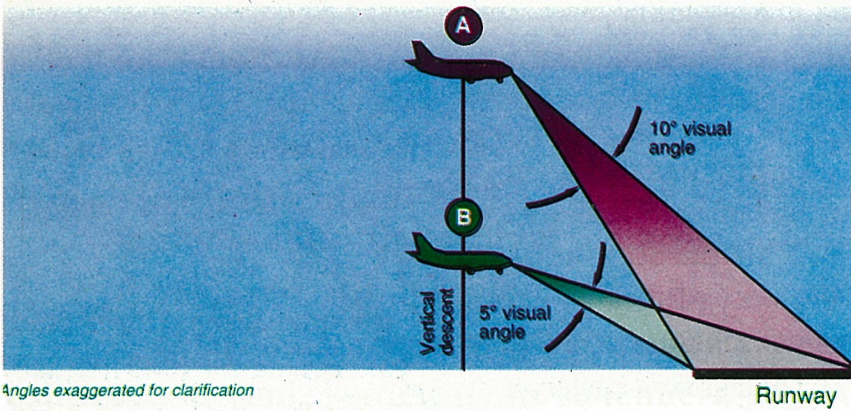 A
10° visual
angle
B
Vertical
descent
5° visual
angle
Angles exaggerated for clarification
Runway